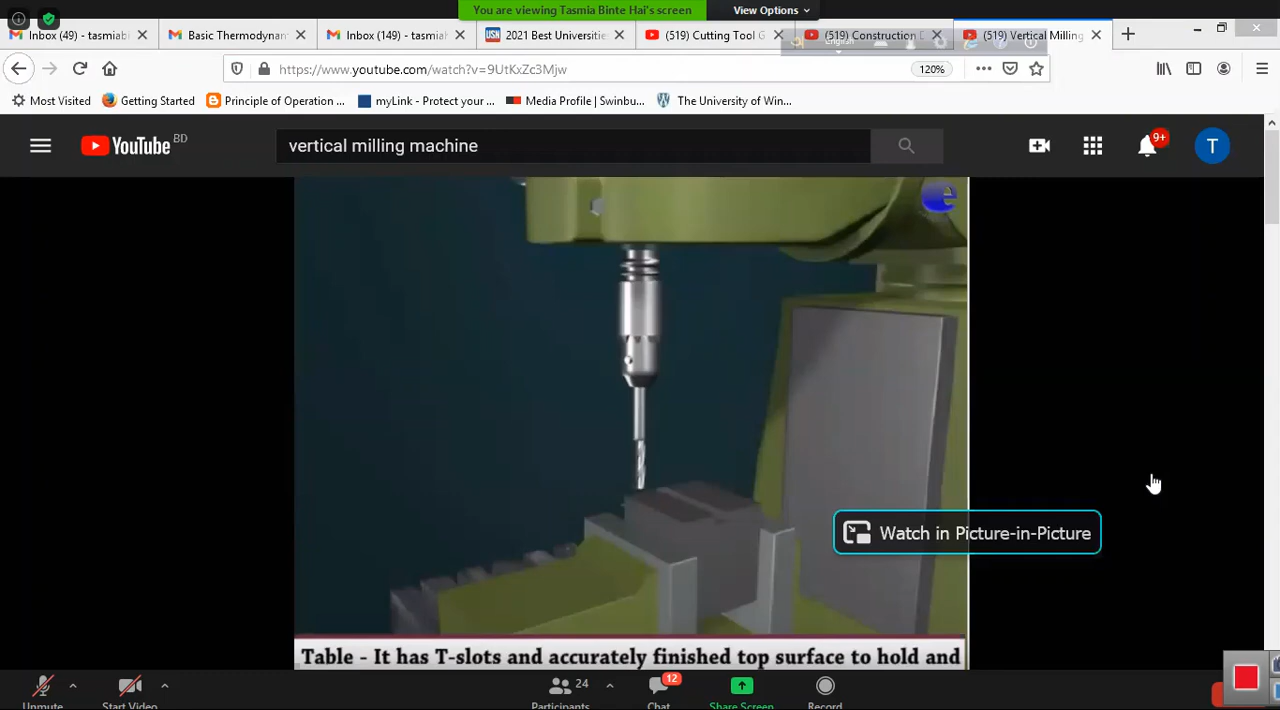 You are viewing Tasmia Binte Hai's screen
View Options
Inbox (49) - tasmiab
Basic Thermodynan
Inbox (149) - tasmiah
USN
2021 Best Universitie
(519) Cutting Tool G
(519) Construction D
(519) Vertical Milling
English
https://www.youtube.com/watch?v=9UtKxZc3Mjw
120%
Most Visited
Getting Started
Principle of Operation ...
myLink - Protect your ...
Media Profile | Swinbu...
The University of Win...
YouTube BD
vertical milling machine
9+
T
e
Watch in Picture-in-Picture
Table - It has T-slots and accurately finished top surface to hold and
24
12
Unmute
Start Video
Participants
Chat
Share Screen
Record